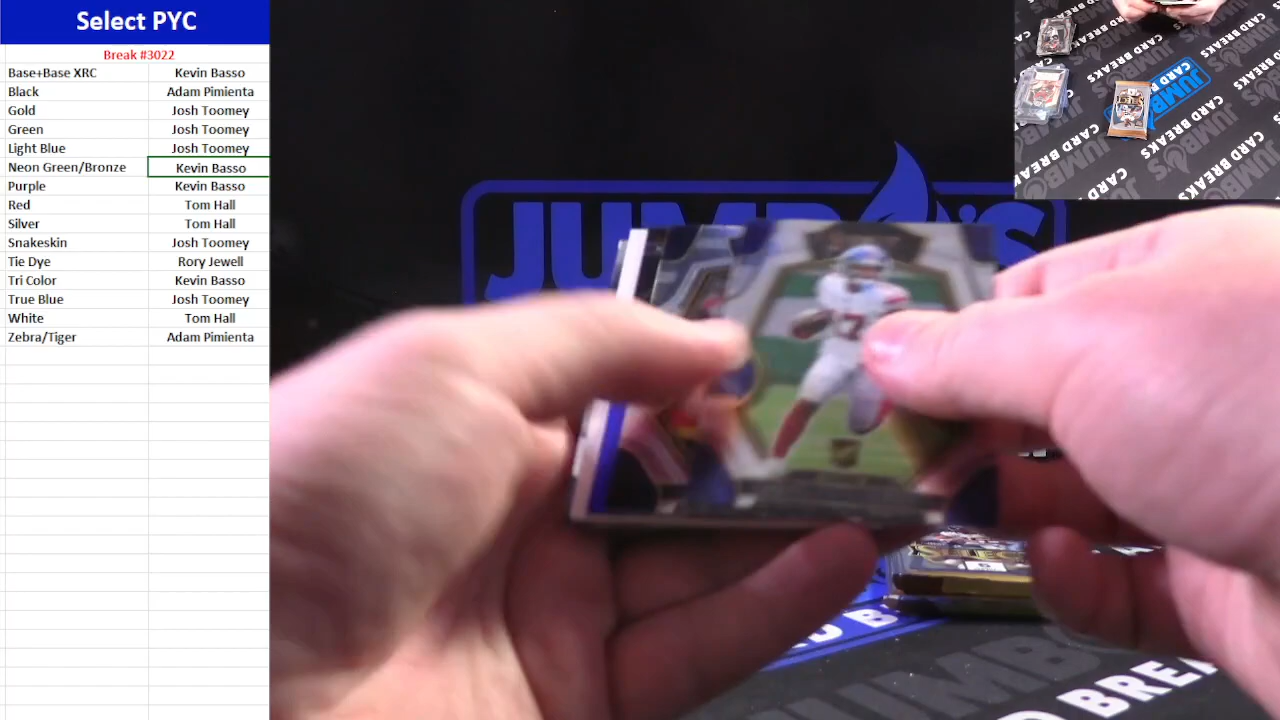 Select PYC
Break #3022
Base+Base XRC Kevin Basso
Black Adam Pimienta
Gold Josh Toomey
Green Josh Toomey
Light Blue Josh Toomey
Neon Green/Bronze Kevin Basso
Purple Kevin Basso
Red Tom Hall
Silver Tom Hall
Snakeskin Josh Toomey
Tie Dye Rory Jewell
Tri Color Kevin Basso
True Blue Josh Toomey
White Tom Hall
Zebra/Tiger Adam Pimienta
CARD BREAKS
JUMBO
CARD BREAKS
CARD BREAKS